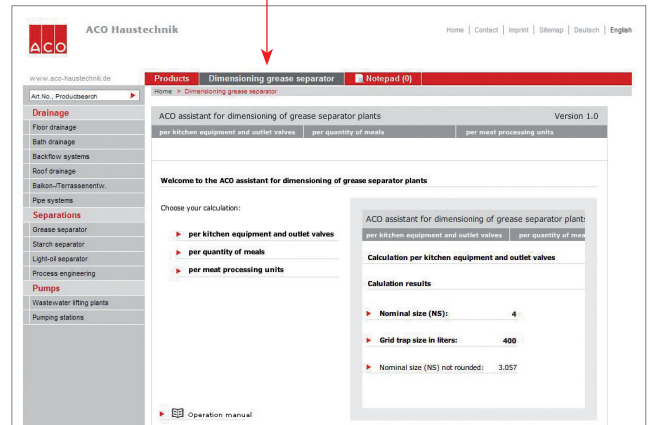 ACO Haustechnik
Home | Contact | Imprint | Sitemap | Deutsch | English
ACO
www.aco-haustechnik.de
Products Dimensioning grease separator Notepad (0)
Art.No., Productsearch
Home > Dimensioning grease separator
Drainage
Floor drainage
Bath drainage
Backflow systems
Roof drainage
Balkon-/Terrassenentw.
Pipe systems
Separations
Grease separator
Starch separator
Light-oil separator
Process engineering
Pumps
Wastewater lifting plants
Pumping stations
ACO assistant for dimensioning of grease separator plants Version 1.0
per kitchen equipment and outlet valves per quantity of meals per meat processing units
Welcome to the ACO assistant for dimensioning of grease separator plants
Choose your calculation:
per kitchen equipment and outlet valves
per quantity of meals
per meat processing units
Operation manual
ACO assistant for dimensioning of grease separator plants
per kitchen equipment and outlet valves per quantity of mea
Calculation per kitchen equipment and outlet valves
Calulation results
Nominal size (NS): 4
Grid trap size in liters: 400
Nominal size (NS) not rounded: 3.057